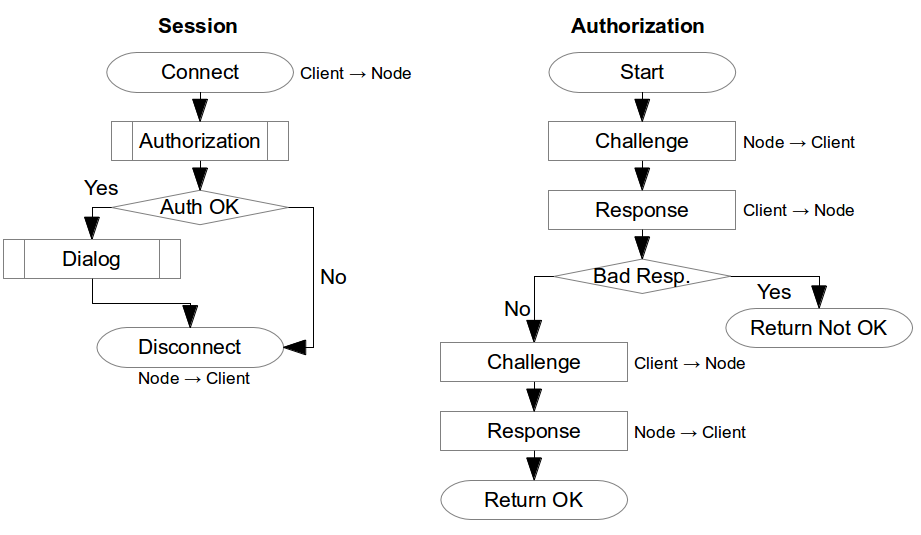 Session
Connect
Client → Node
Authorization
Yes
Auth OK
Dialog
No
Disconnect
Node → Client
Authorization
Start
Challenge
Node → Client
Response
Client → Node
Bad Resp.
Yes
No
Return Not OK
Challenge
Client → Node
Response
Node → Client
Return OK